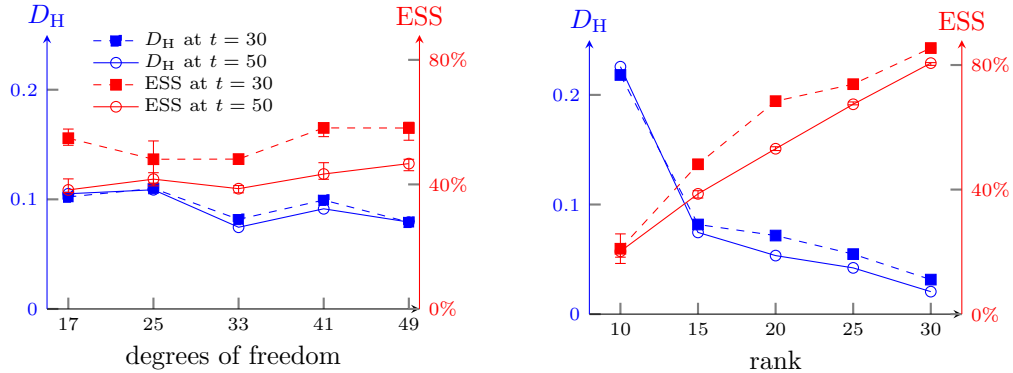 D_H ESS
D_H at t = 30
D_H at t = 50
ESS at t = 30
ESS at t = 50
0.2
0.1
0
80%
40%
0%
17 25 33 41 49
degrees of freedom
D_H ESS
0.2
0.1
0
80%
40%
0%
10 15 20 25 30
rank